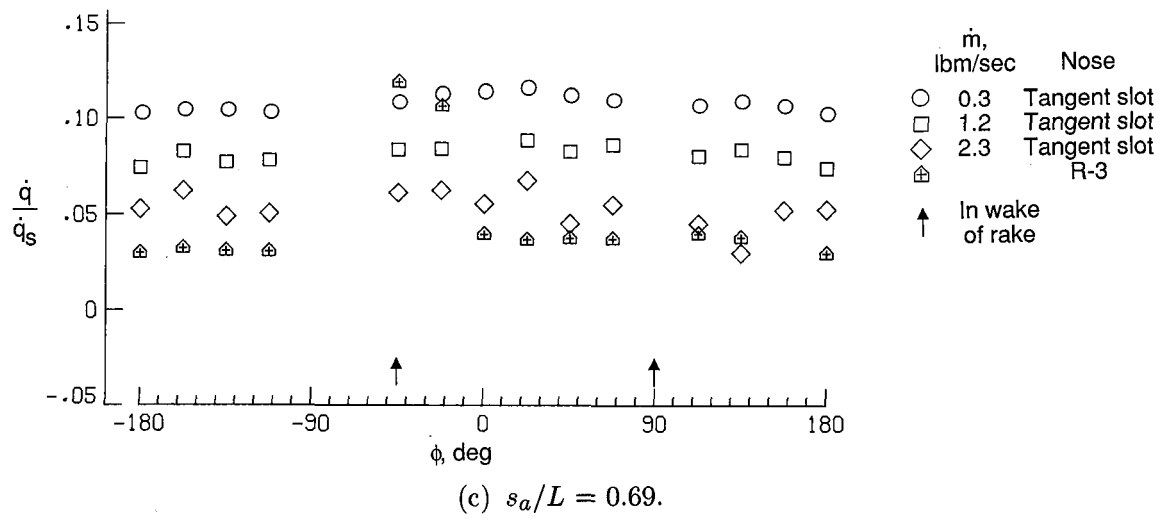 .15
.10
.05
0
-.05
q̇
q̇s
-180
-90
0
90
180
ϕ, deg
ṁ,
lbm/sec Nose
0.3 Tangent slot
1.2 Tangent slot
2.3 Tangent slot
R-3
In wake
of rake
(c) s_a/L = 0.69.